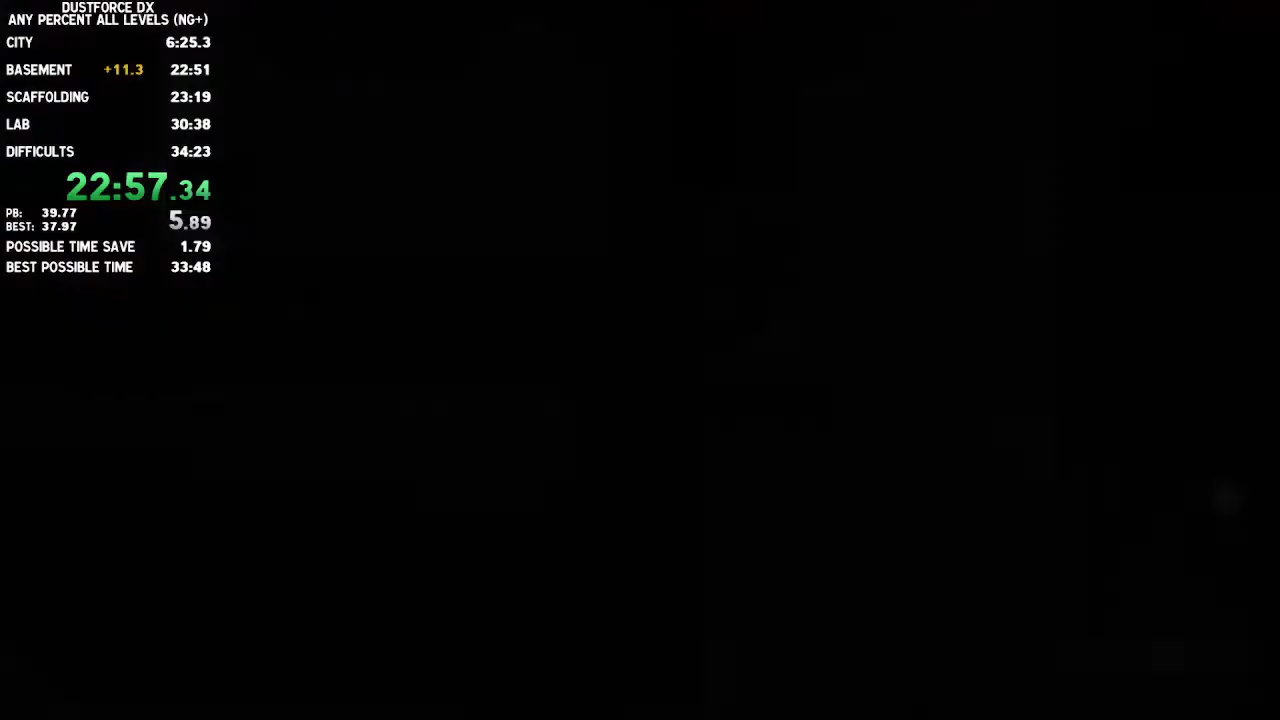 DUSTFORCE DX
ANY PERCENT ALL LEVELS (NG+)
CITY 6:25.3
BASEMENT +11.3 22:51
SCAFFOLDING 23:19
LAB 30:38
DIFFICULTS 34:23
22:57.34
PB: 39.77
BEST: 37.97 5.89
POSSIBLE TIME SAVE 1.79
BEST POSSIBLE TIME 33:48